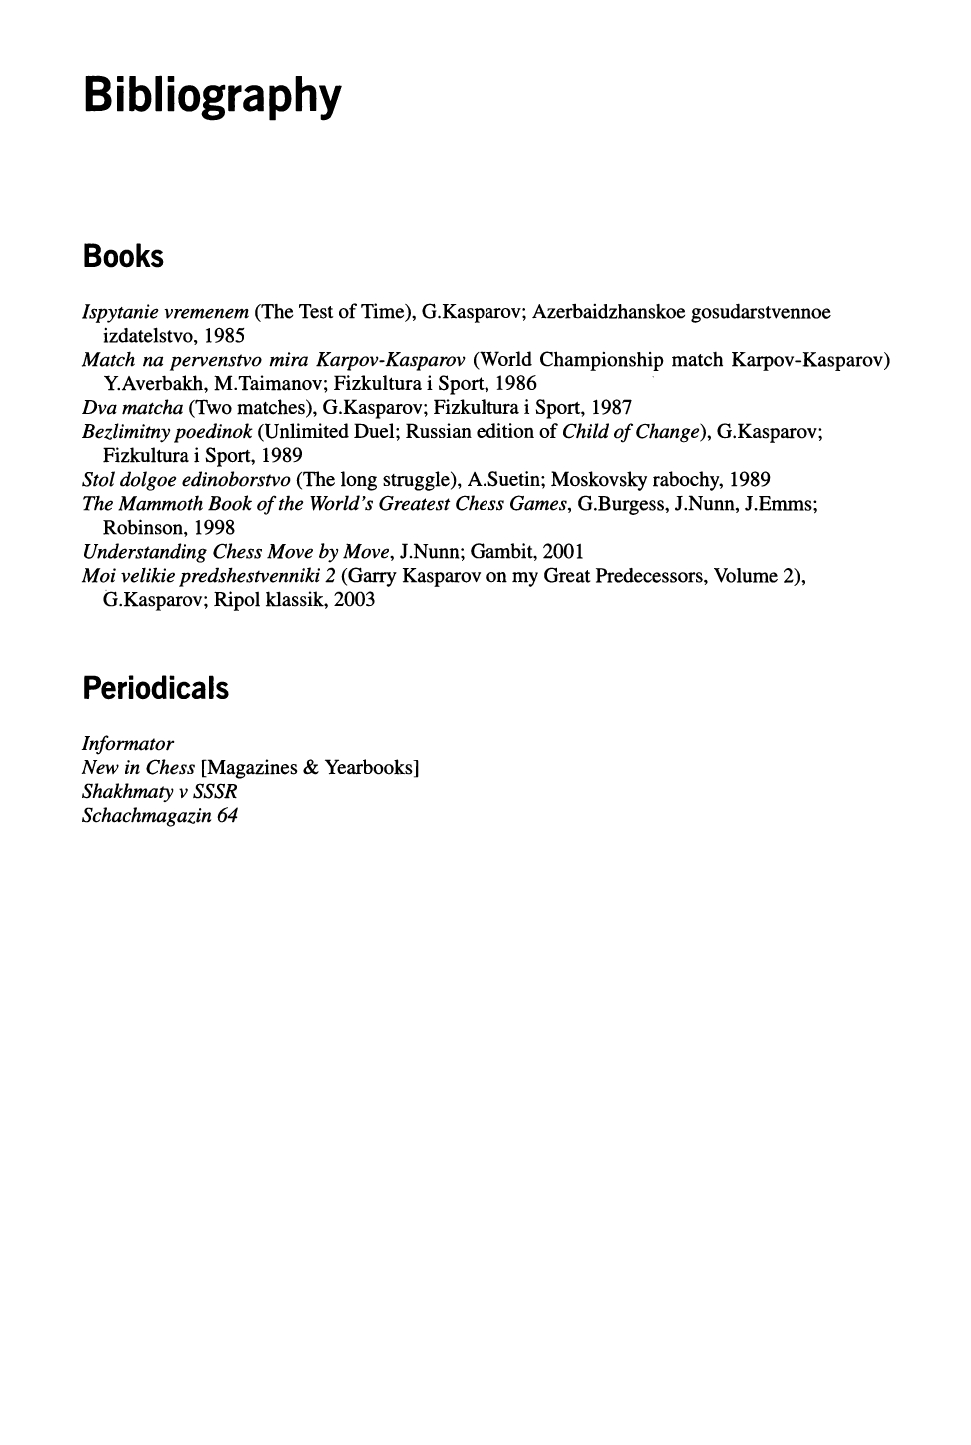 Bibliography
Books
Ispytanie vremenem (The Test of Time), G.Kasparov; Azerbaidzhanskoe gosudarstvennoe
izdatelstvo, 1985
Match na pervenstvo mira Karpov-Kasparov (World Championship match Karpov-Kasparov)
Y.Averbakh, M.Taimanov; Fizkultura i Sport, 1986
Dva matcha (Two matches), G.Kasparov; Fizkultura i Sport, 1987
Bezlimitny poedinok (Unlimited Duel; Russian edition of Child of Change), G.Kasparov;
Fizkultura i Sport, 1989
Stol dolgoe edinoborstvo (The long struggle), A.Suetin; Moskovsky rabochy, 1989
The Mammoth Book of the World's Greatest Chess Games, G.Burgess, J.Nunn, J.Emms;
Robinson, 1998
Understanding Chess Move by Move, J.Nunn; Gambit, 2001
Moi velikie predshestvenniki 2 (Garry Kasparov on my Great Predecessors, Volume 2),
G.Kasparov; Ripol klassik, 2003
Periodicals
Informator
New in Chess [Magazines & Yearbooks]
Shakhmaty v SSSR
Schachmagazin 64